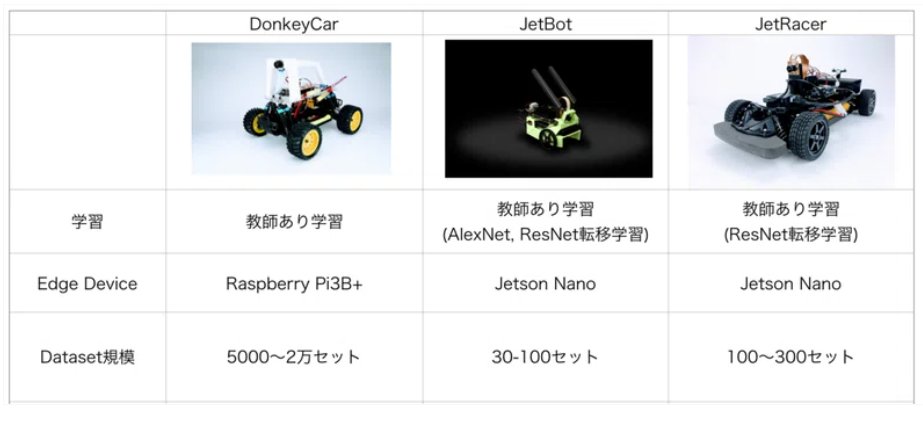 DonkeyCar JetBot JetRacer
学習 教師あり学習 教師あり学習 教師あり学習
(AlexNet, ResNet転移学習) (ResNet転移学習)
Edge Device Raspberry Pi3B+ Jetson Nano Jetson Nano
Dataset規模 5000〜2万セット 30-100セット 100〜300セット